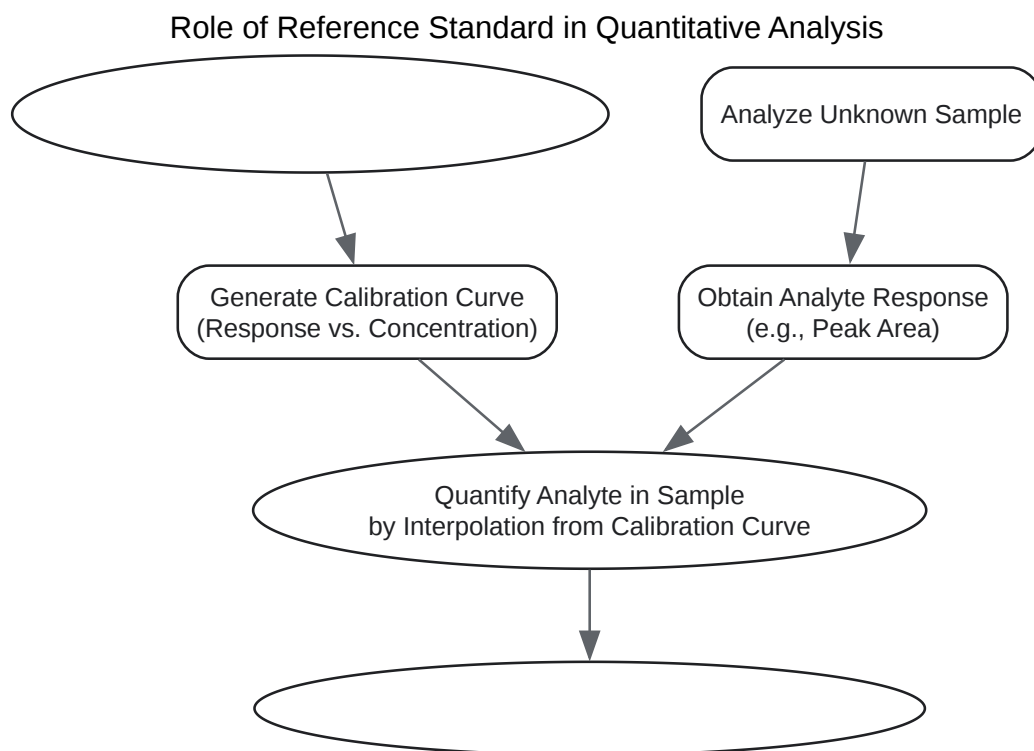 Role of Reference Standard in Quantitative Analysis
Analyze Unknown Sample
Generate Calibration Curve
(Response vs. Concentration)
Obtain Analyte Response
(e.g., Peak Area)
Quantify Analyte in Sample
by Interpolation from Calibration Curve